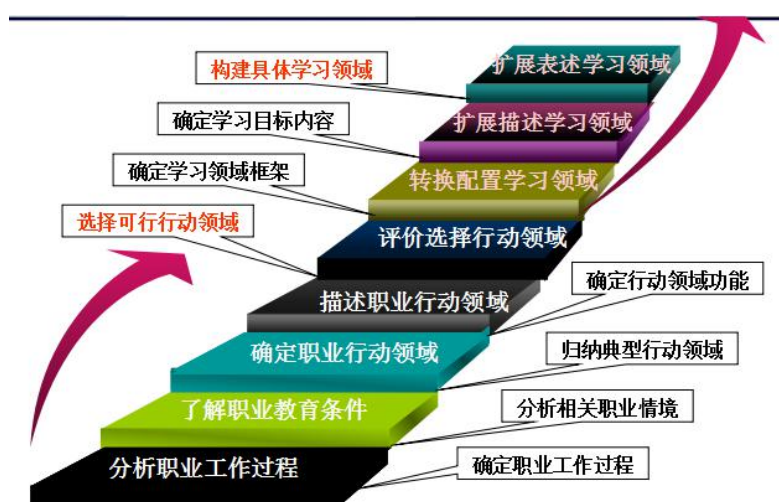 构建具体学习领域
扩展表述学习领域
确定学习目标内容
扩展描述学习领域
确定学习领域框架
转换配置学习领域
选择可行行动领域
评价选择行动领域
描述职业行动领域
确定行动领域功能
确定职业行动领域
归纳典型行动领域
了解职业教育条件
分析相关职业情境
分析职业工作过程
确定职业工作过程